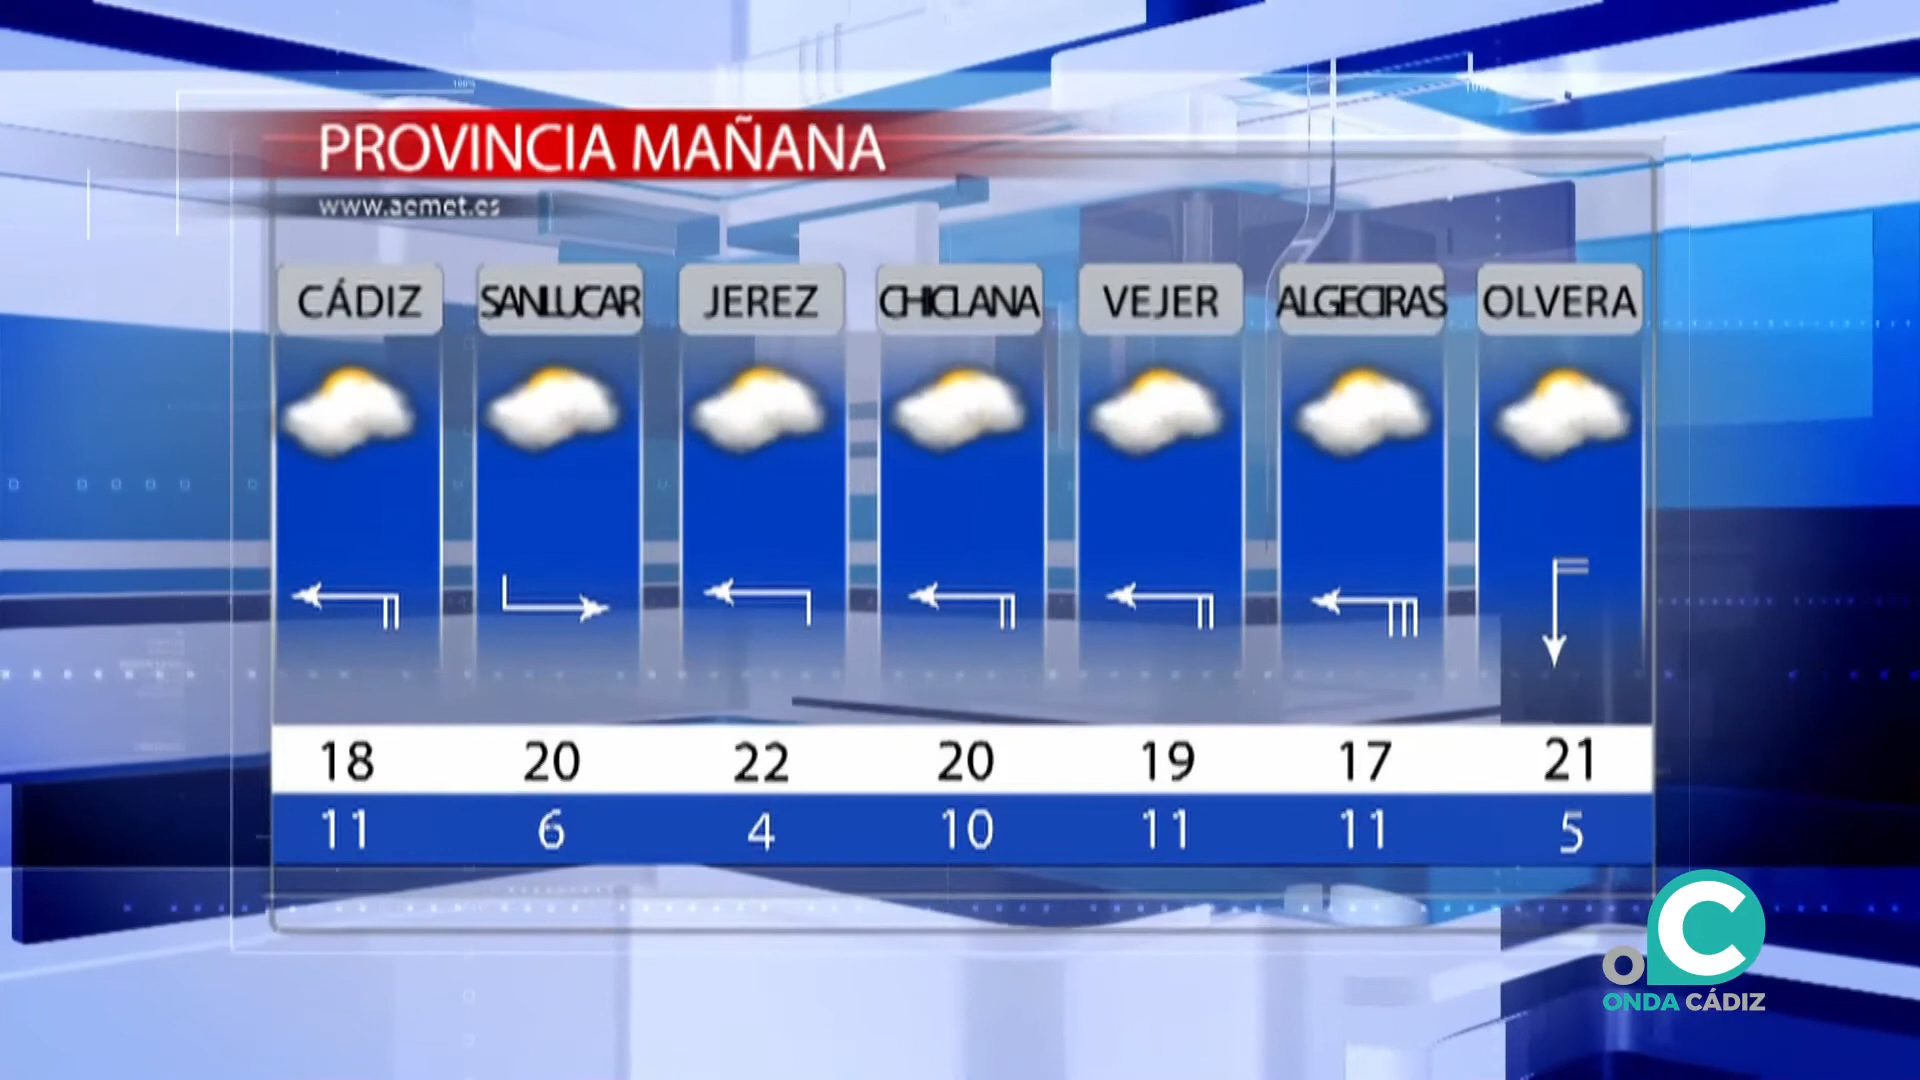 PROVINCIA MAÑANA
www.aemet.es
CÁDIZ SANLUCAR JEREZ CHICLANA VEJER ALGECIRAS OLVERA
18 20 22 20 19 17 21
11 6 4 10 11 11 5
OC
ONDA CÁDIZ